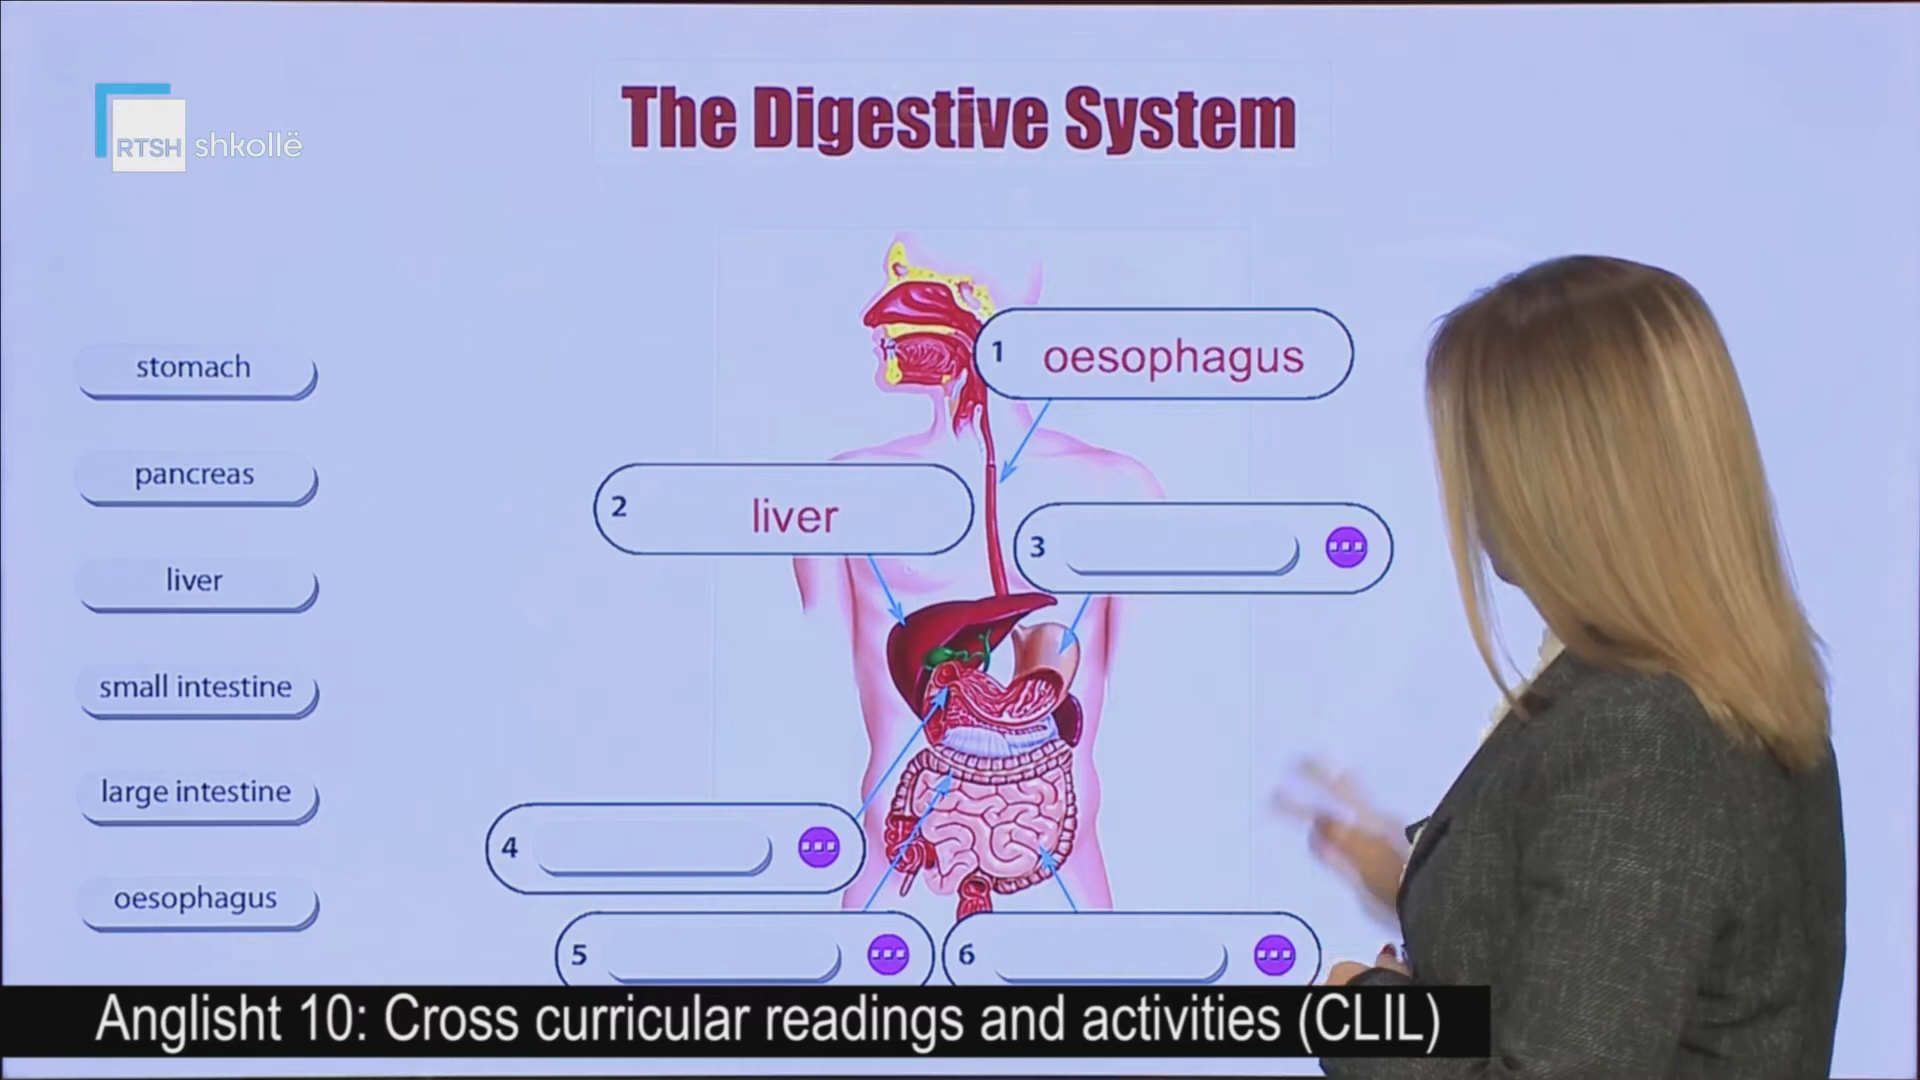 The Digestive System
RTSH shkollë
stomach
pancreas
liver
small intestine
large intestine
oesophagus
1 oesophagus
2 liver
3
4
5
6
Anglisht 10: Cross curricular readings and activities (CLIL)